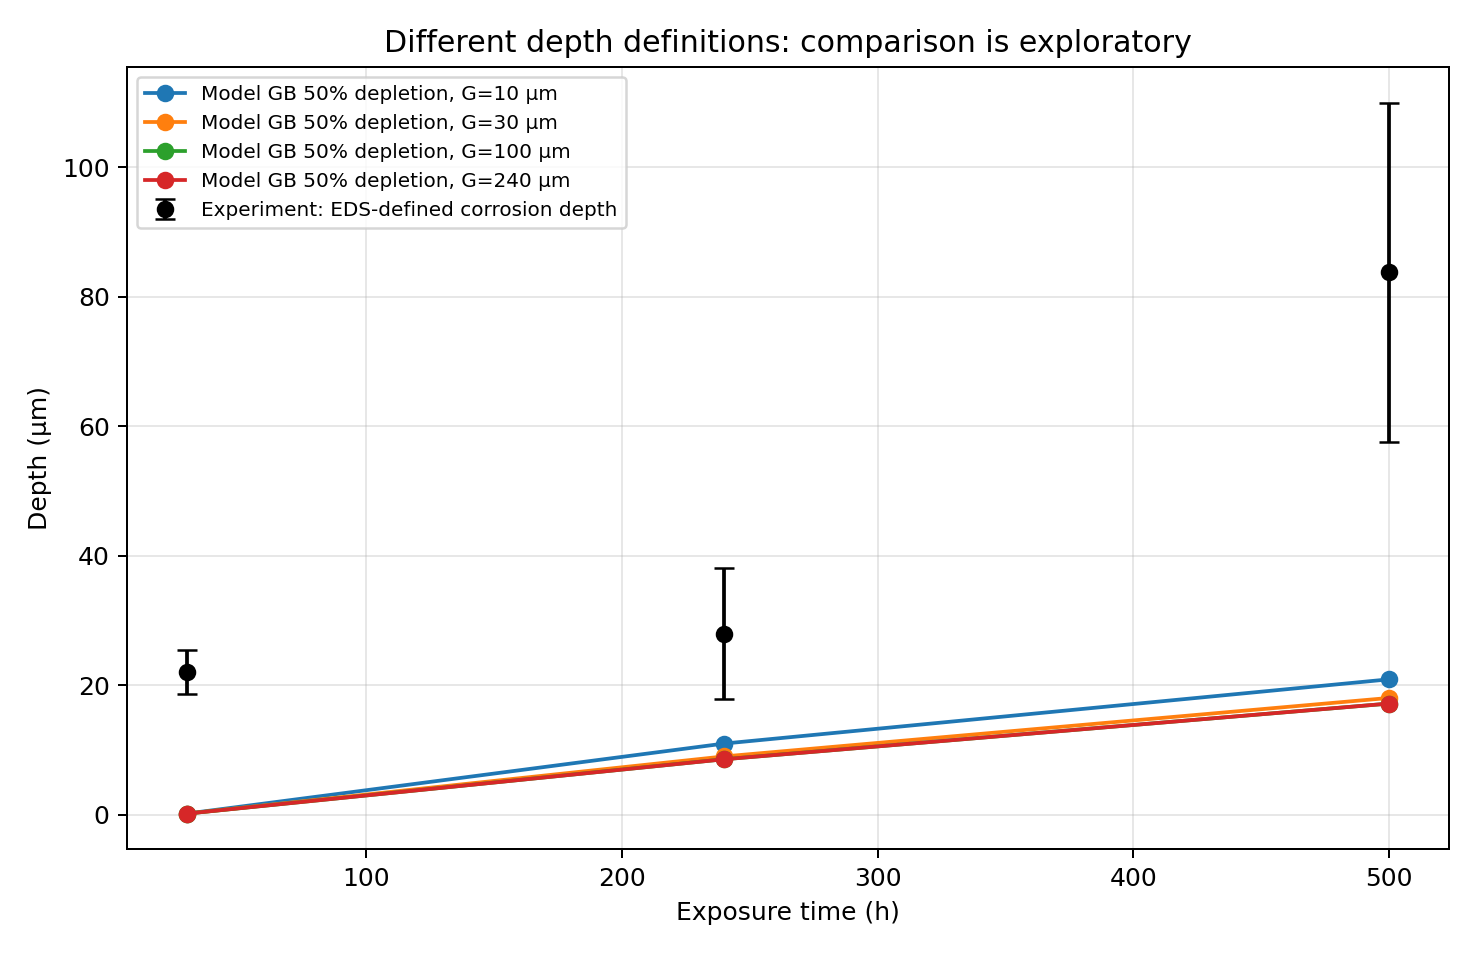 Different depth definitions: comparison is exploratory
Model GB 50% depletion, G=10 µm
Model GB 50% depletion, G=30 µm
Model GB 50% depletion, G=100 µm
Model GB 50% depletion, G=240 µm
Experiment: EDS-defined corrosion depth
Depth (µm)
100
80
60
40
20
0
100
200
300
400
500
Exposure time (h)